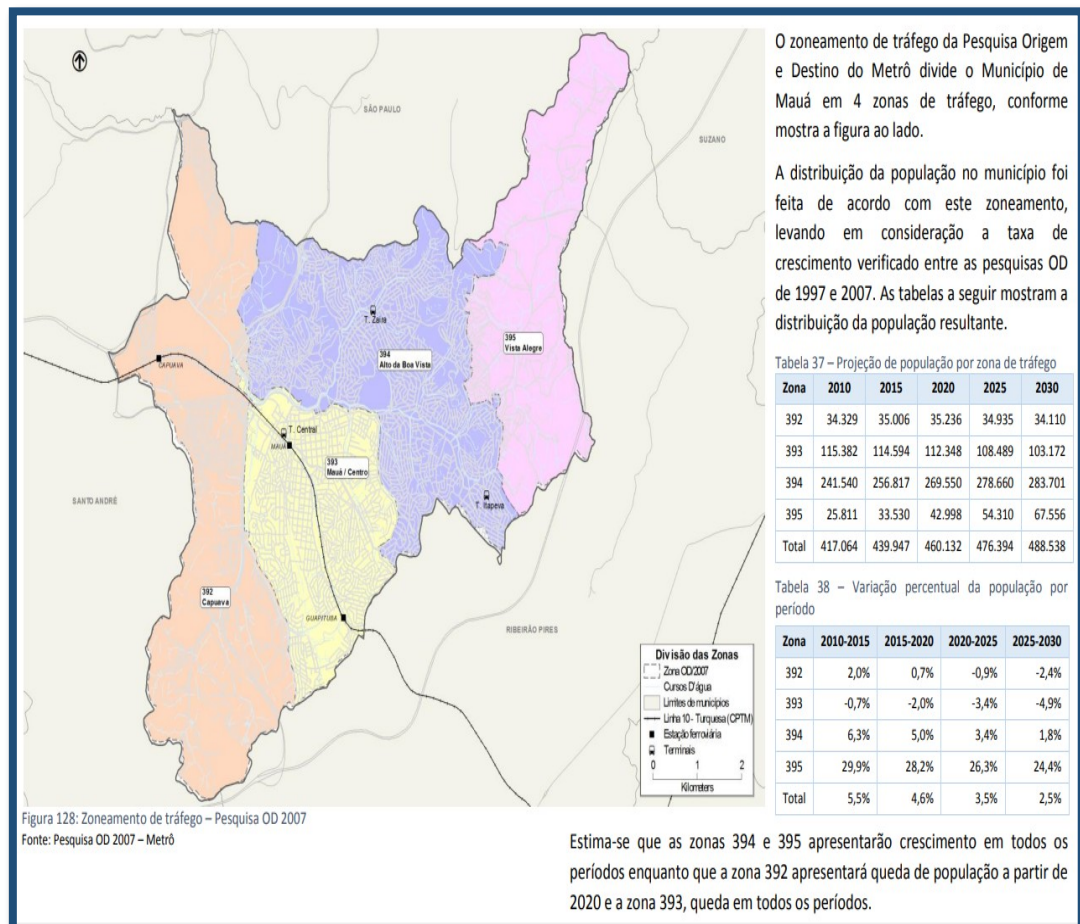 SÃO PAULO
SUZANO
T. Zaíra
395
Vista Alegre
394
Alto da Boa Vista
CAPUAVA
T. Central
MAUÁ
393
Mauá / Centro
SANTO ANDRÉ
T. Itapeva
392
Capuava
GUAPITUBA
RIBEIRÃO PIRES
Divisão das Zonas
Zona OD/2007
Cursos D'água
Limites de municípios
Linha 10 - Turquesa (CPTM)
Estação ferroviária
Terminais
0 1 2
Kilometers
Figura 128: Zoneamento de tráfego – Pesquisa OD 2007
Fonte: Pesquisa OD 2007 – Metrô
O zoneamento de tráfego da Pesquisa Origem
e Destino do Metrô divide o Município de
Mauá em 4 zonas de tráfego, conforme
mostra a figura ao lado.
A distribuição da população no município foi
feita de acordo com este zoneamento,
levando em consideração a taxa de
crescimento verificado entre as pesquisas OD
de 1997 e 2007. As tabelas a seguir mostram a
distribuição da população resultante.
Tabela 37 – Projeção de população por zona de tráfego
Zona 2010 2015 2020 2025 2030
392 34.329 35.006 35.236 34.935 34.110
393 115.382 114.594 112.348 108.489 103.172
394 241.540 256.817 269.550 278.660 283.701
395 25.811 33.530 42.998 54.310 67.556
Total 417.064 439.947 460.132 476.394 488.538
Tabela 38 – Variação percentual da população por
período
Zona 2010-2015 2015-2020 2020-2025 2025-2030
392 2,0% 0,7% -0,9% -2,4%
393 -0,7% -2,0% -3,4% -4,9%
394 6,3% 5,0% 3,4% 1,8%
395 29,9% 28,2% 26,3% 24,4%
Total 5,5% 4,6% 3,5% 2,5%
Estima-se que as zonas 394 e 395 apresentarão crescimento em todos os
períodos enquanto que a zona 392 apresentará queda de população a partir de
2020 e a zona 393, queda em todos os períodos.